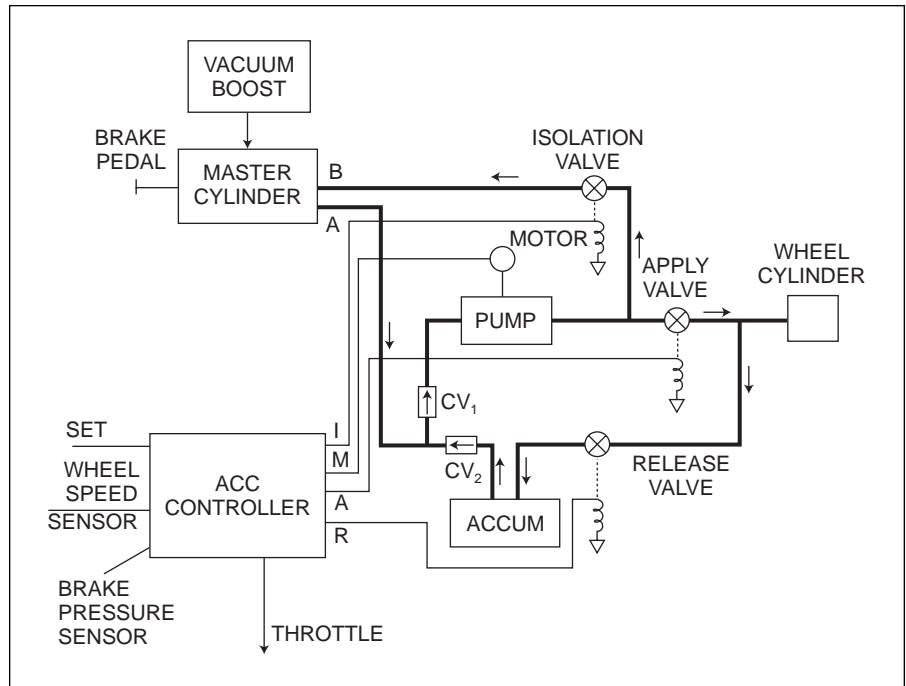 VACUUM
BOOST
BRAKE
PEDAL
MASTER
CYLINDER
B
A
ISOLATION
VALVE
MOTOR
APPLY
VALVE
WHEEL
CYLINDER
PUMP
CV1
CV2
ACCUM
RELEASE
VALVE
SET
WHEEL
SPEED
SENSOR
BRAKE
PRESSURE
SENSOR
ACC
CONTROLLER
I
M
A
R
THROTTLE